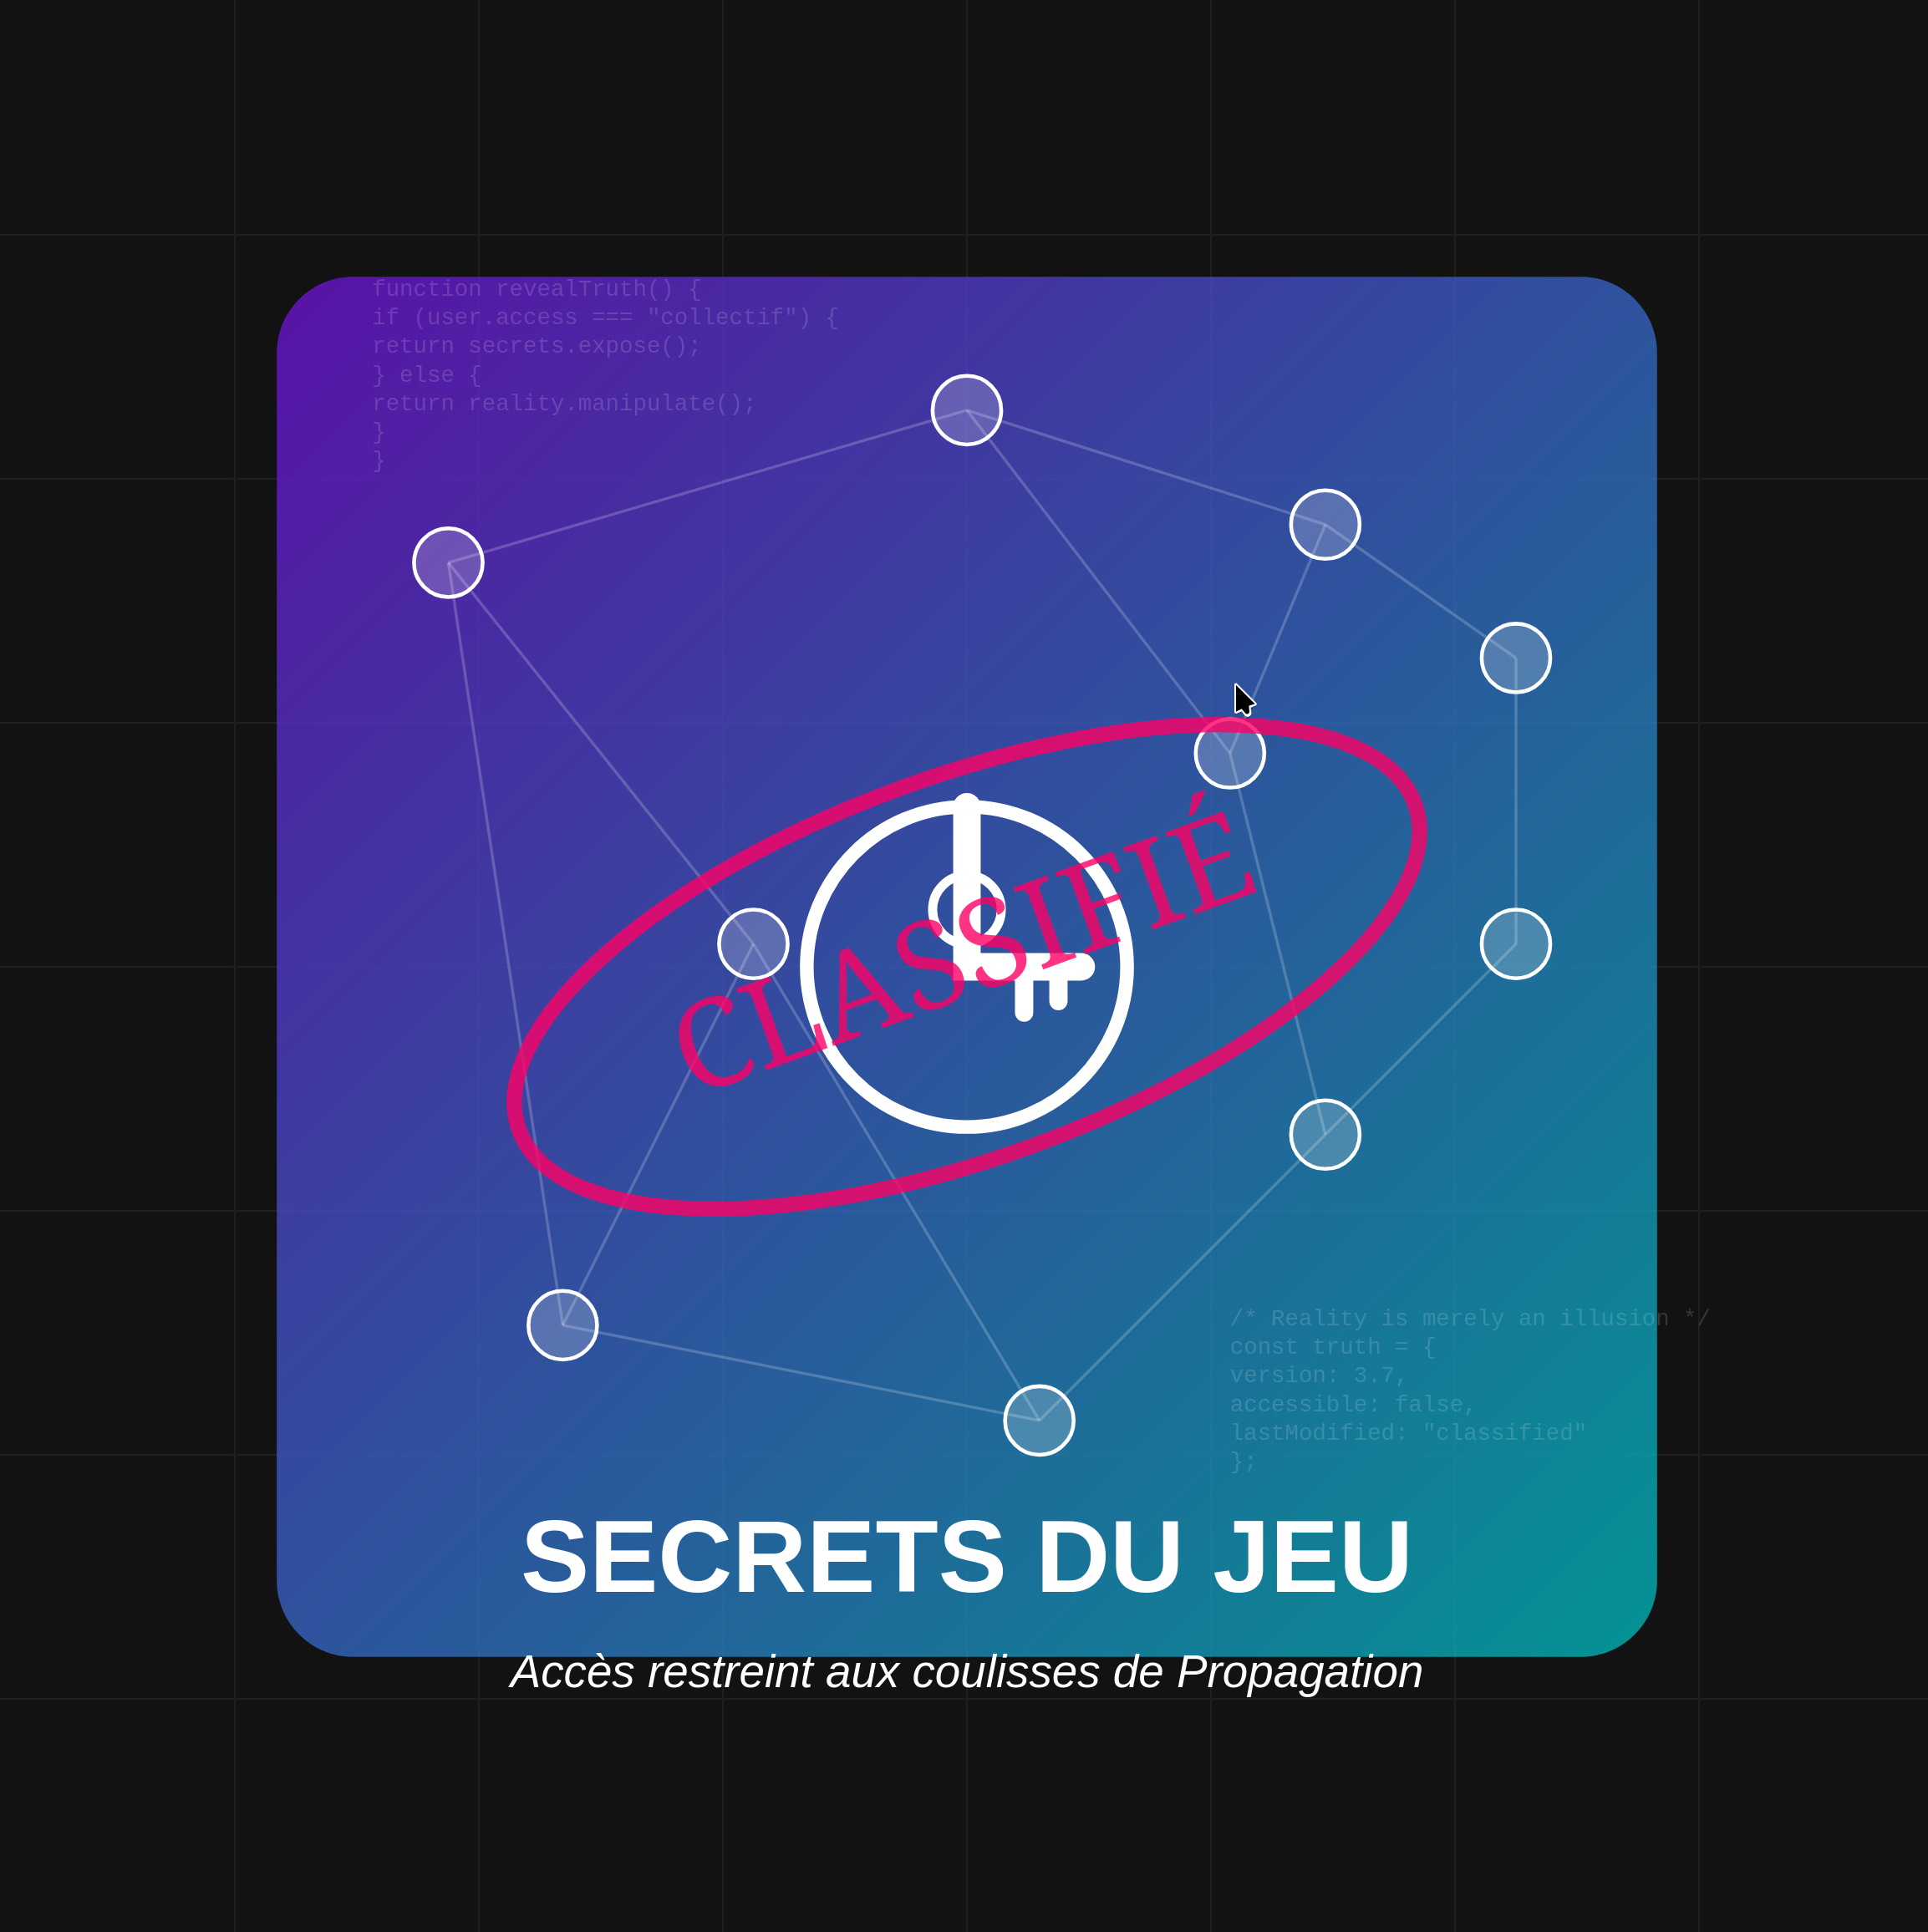 function revealTruth() {
if (user.access === "collectif") {
return secrets.expose();
} else {
return reality.manipulate();
}
}
CLASSIFIÉ
/* Reality is merely an illusion */
const truth = {
version: 3.7,
accessible: false,
lastModified: "classified"
};
SECRETS DU JEU
Accès restreint aux coulisses de Propagation